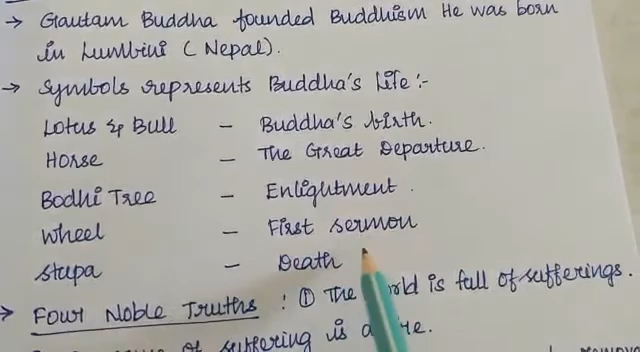 → Gautam Buddha founded Buddhism He was born
in Lumbini (Nepal).
→ Symbols represents Buddha's Life :-
Lotus & Bull - Buddha's birth.
Horse - The Great Departure.
Bodhi Tree - Enlightment.
Wheel - First sermon
Stupa - Death
→ Four Noble Truths : ① The is full of sufferings.
of suffering is